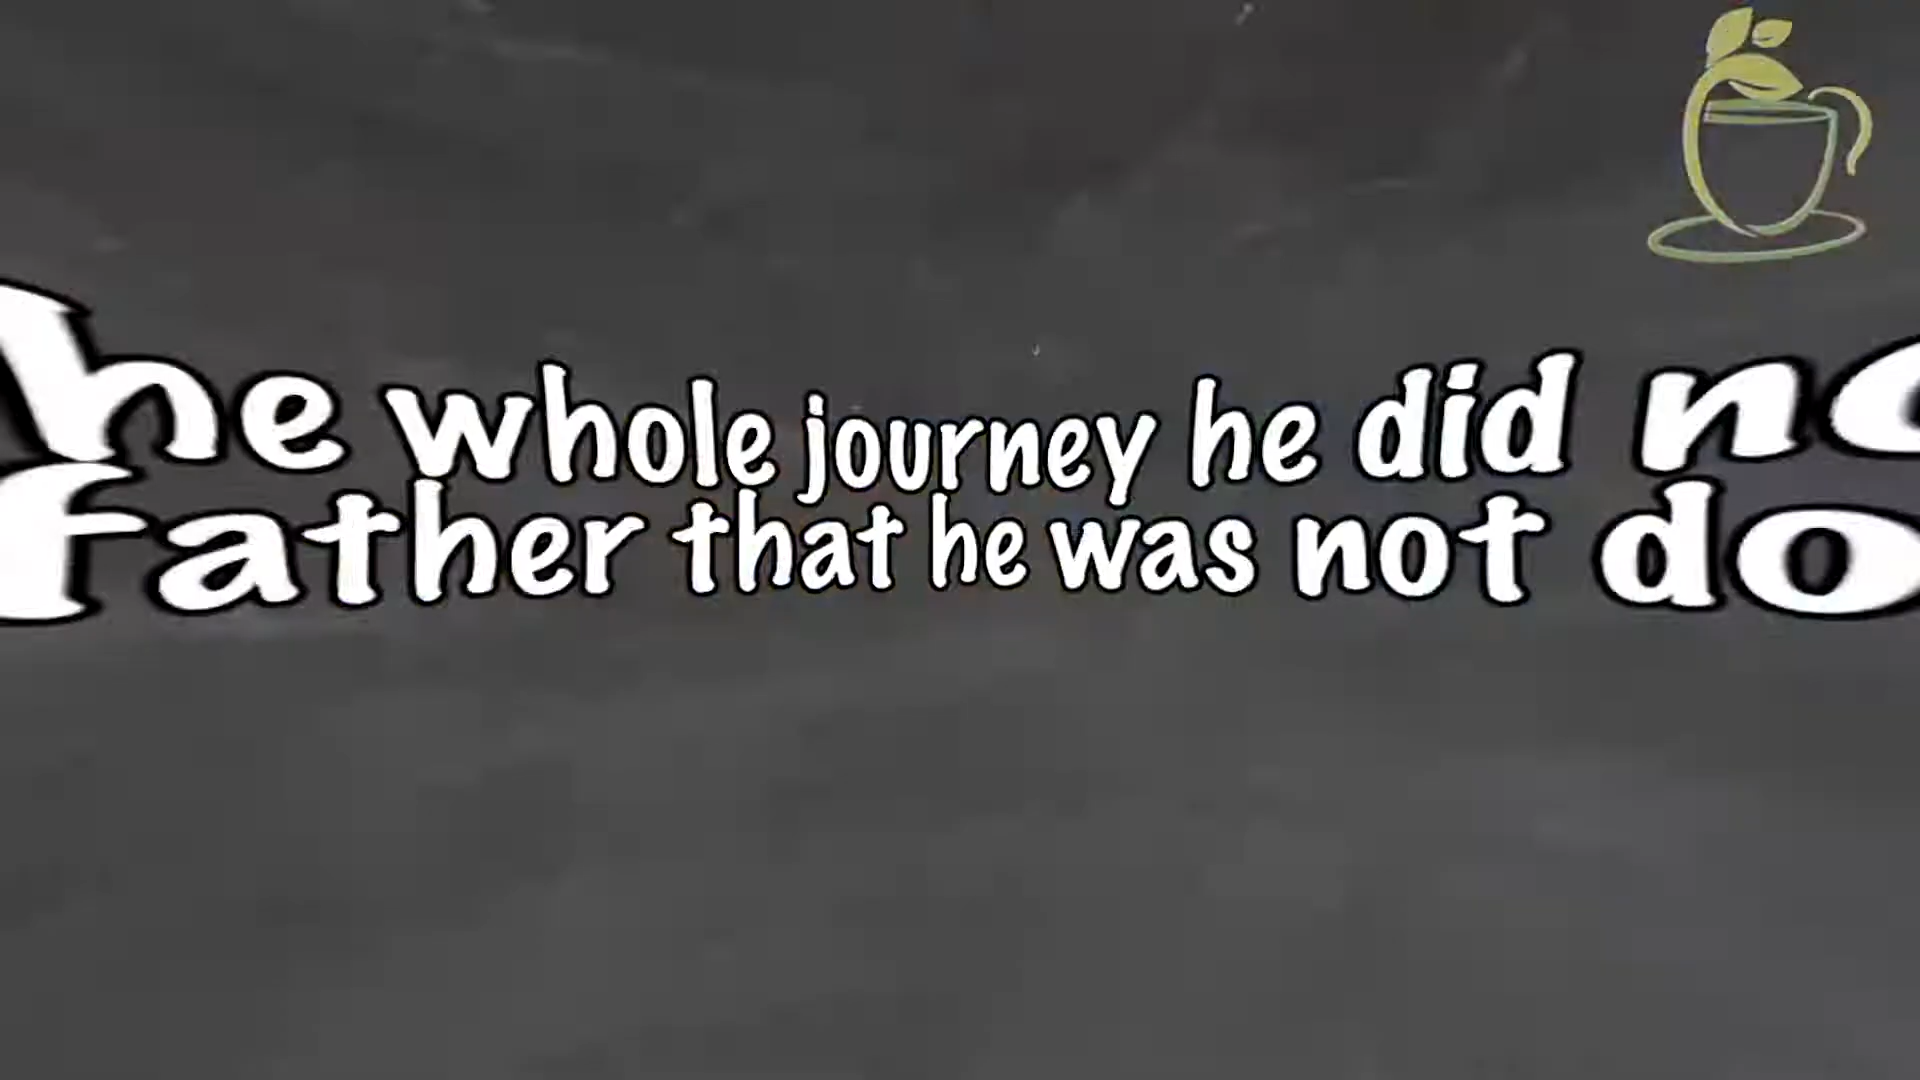 he whole journey he did no
father that he was not do